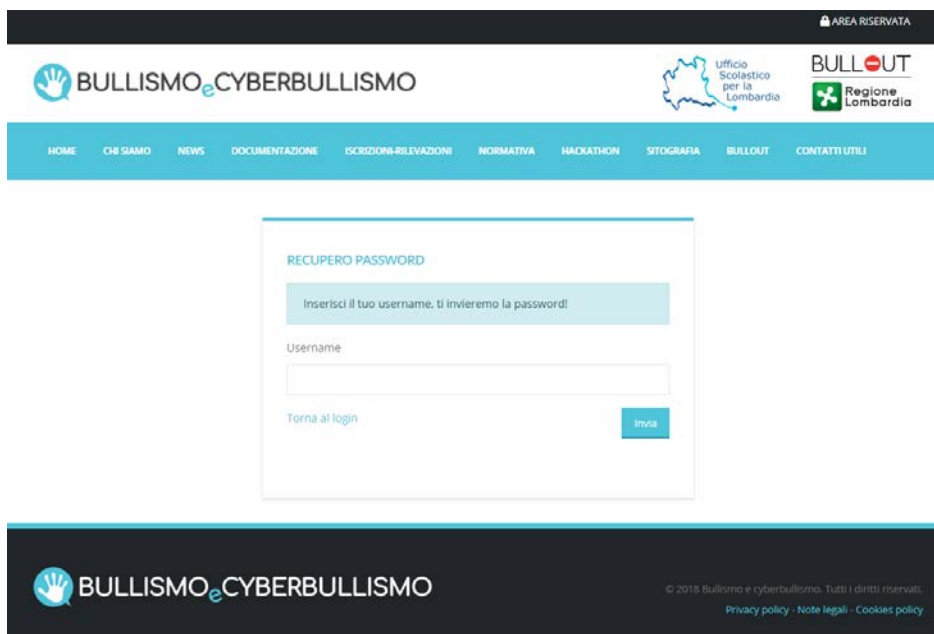 AREA RISERVATA
BULLISMOeCYBERBULLISMO
Ufficio
Scolastico
per la
Lombardia
BULLOUT
Regione
Lombardia
HOME CHI SIAMO NEWS DOCUMENTAZIONE ISCRIZIONI-RILEVAZIONI NORMATIVA HACKATHON SITOGRAFIA BULLOUT CONTATTI UTILI
RECUPERO PASSWORD
Inserisci il tuo username, ti invieremo la password!
Username
Torna al login Invia
BULLISMOeCYBERBULLISMO
© 2018 Bullismo e cyberbullismo. Tutti i diritti riservati.
Privacy policy - Note legali - Cookies policy